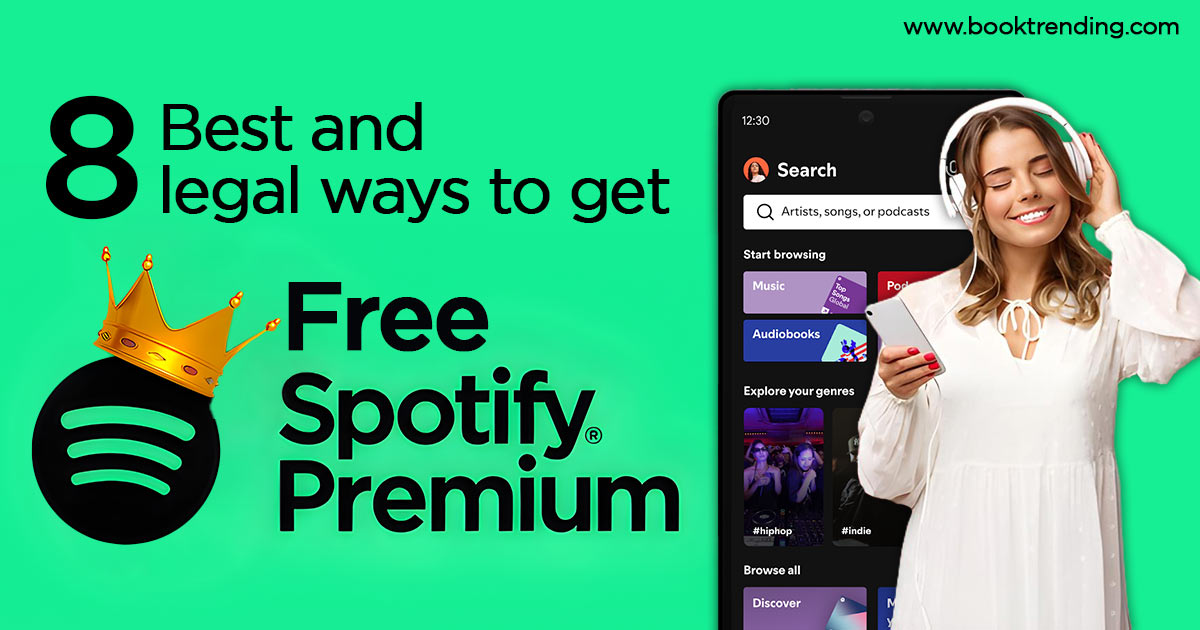 www.booktrending.com
8 Best and
legal ways to get
Free
Spotify®
Premium
12:30
Search
Artists, songs, or podcasts
Start browsing
Music
Top
Songs
Global
Audiobooks
Explore your genres
#hiphop
#indie
Browse all
Discover